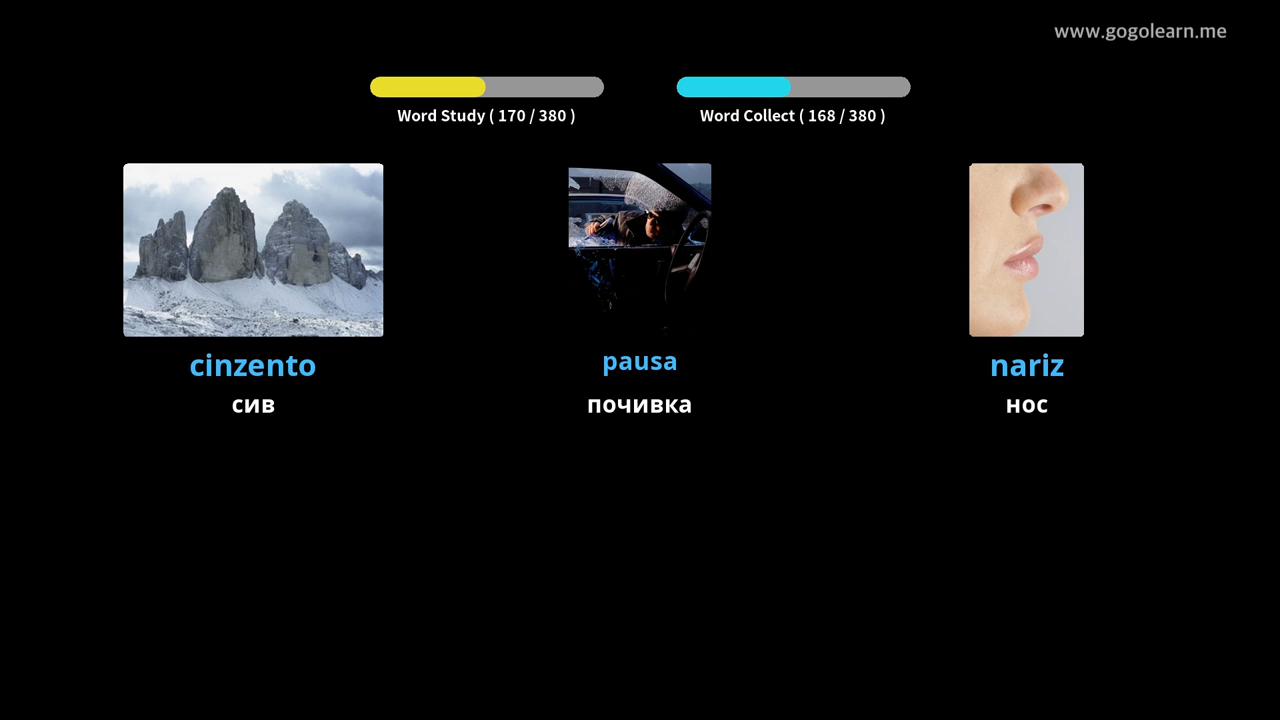 www.gogolearn.me
Word Study ( 170 / 380 )
Word Collect ( 168 / 380 )
cinzento
pausa
nariz
сив
почивка
нос